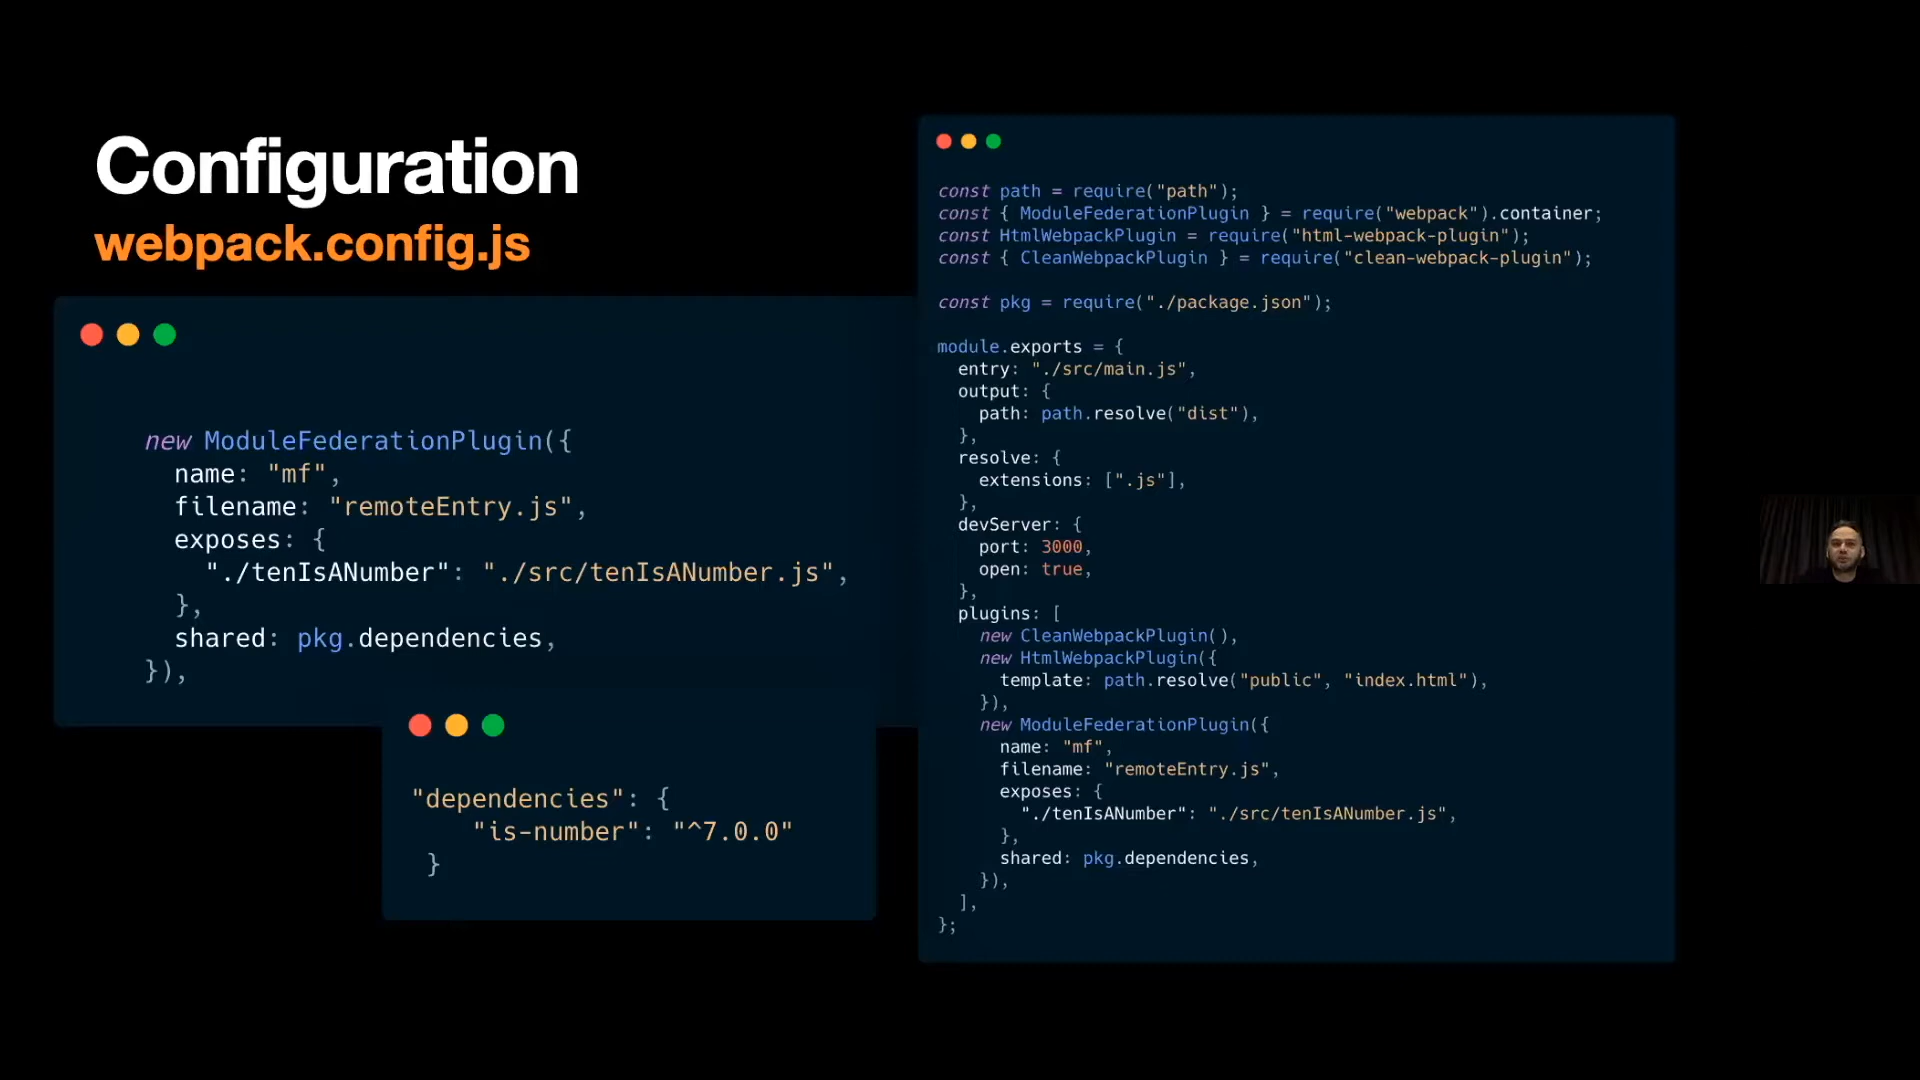 Configuration
webpack.config.js
new ModuleFederationPlugin({
  name: "mf",
  filename: "remoteEntry.js",
  exposes: {
    "./tenIsANumber": "./src/tenIsANumber.js",
  },
  shared: pkg.dependencies,
}),
"dependencies": {
    "is-number": "^7.0.0"
 }
const path = require("path");
const { ModuleFederationPlugin } = require("webpack").container;
const HtmlWebpackPlugin = require("html-webpack-plugin");
const { CleanWebpackPlugin } = require("clean-webpack-plugin");
const pkg = require("./package.json");
module.exports = {
  entry: "./src/main.js",
  output: {
    path: path.resolve("dist"),
  },
  resolve: {
    extensions: [".js"],
  },
  devServer: {
    port: 3000,
    open: true,
  },
  plugins: [
    new CleanWebpackPlugin(),
    new HtmlWebpackPlugin({
      template: path.resolve("public", "index.html"),
    }),
    new ModuleFederationPlugin({
      name: "mf",
      filename: "remoteEntry.js",
      exposes: {
        "./tenIsANumber": "./src/tenIsANumber.js",
      },
      shared: pkg.dependencies,
    }),
  ],
};